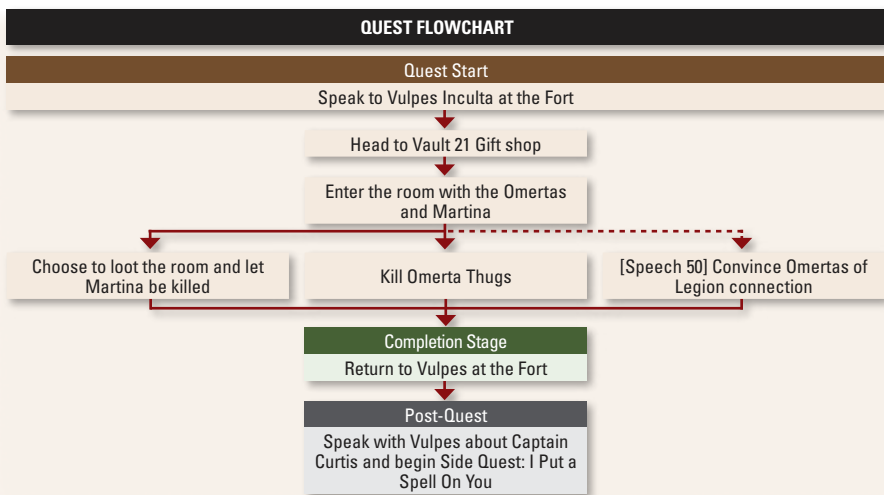 QUEST FLOWCHART
Quest Start
Speak to Vulpes Inculta at the Fort
Head to Vault 21 Gift shop
Enter the room with the Omertas
and Martina
Choose to loot the room and let
Martina be killed
Kill Omerta Thugs
[Speech 50] Convince Omertas of
Legion connection
Completion Stage
Return to Vulpes at the Fort
Post-Quest
Speak with Vulpes about Captain
Curtis and begin Side Quest: I Put a
Spell On You